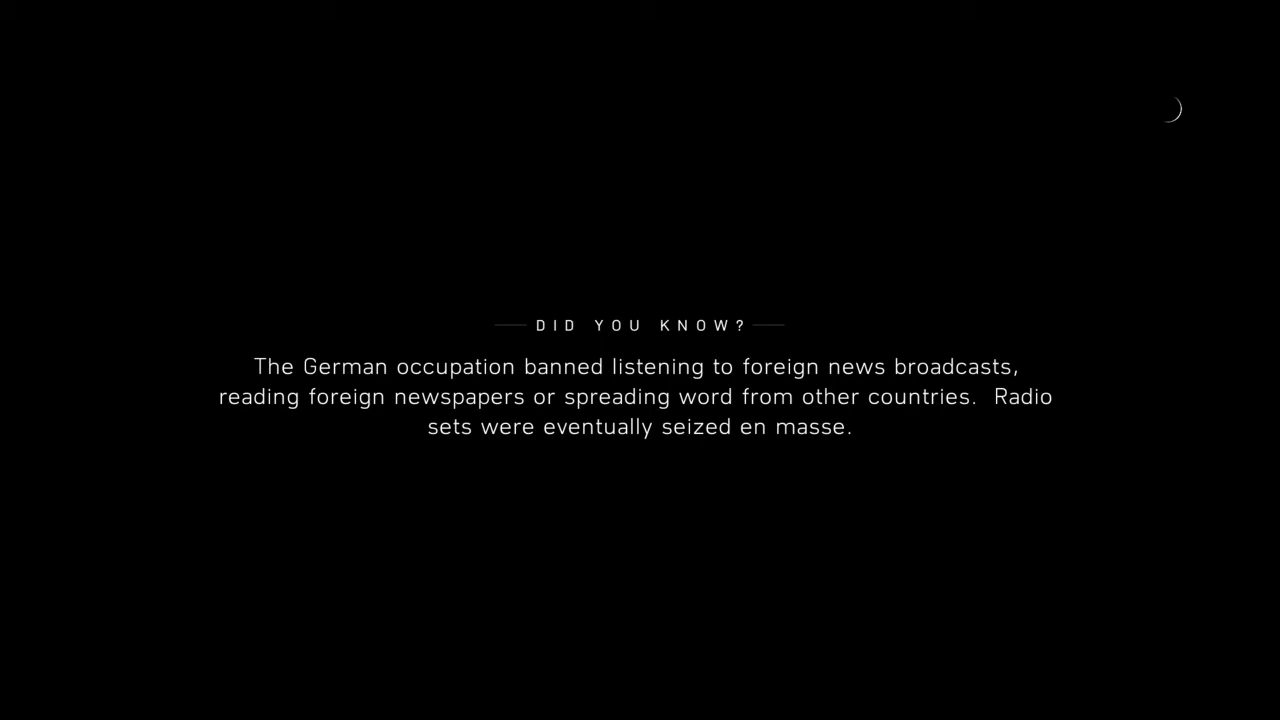 DID YOU KNOW?
The German occupation banned listening to foreign news broadcasts,
reading foreign newspapers or spreading word from other countries.  Radio
sets were eventually seized en masse.